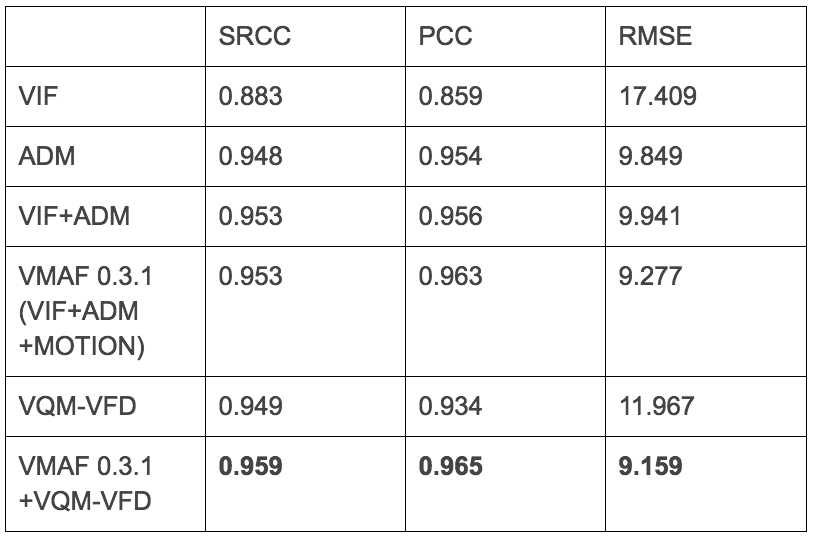 SRCC PCC RMSE
VIF 0.883 0.859 17.409
ADM 0.948 0.954 9.849
VIF+ADM 0.953 0.956 9.941
VMAF 0.3.1 0.953 0.963 9.277
(VIF+ADM
+MOTION)
VQM-VFD 0.949 0.934 11.967
VMAF 0.3.1 0.959 0.965 9.159
+VQM-VFD